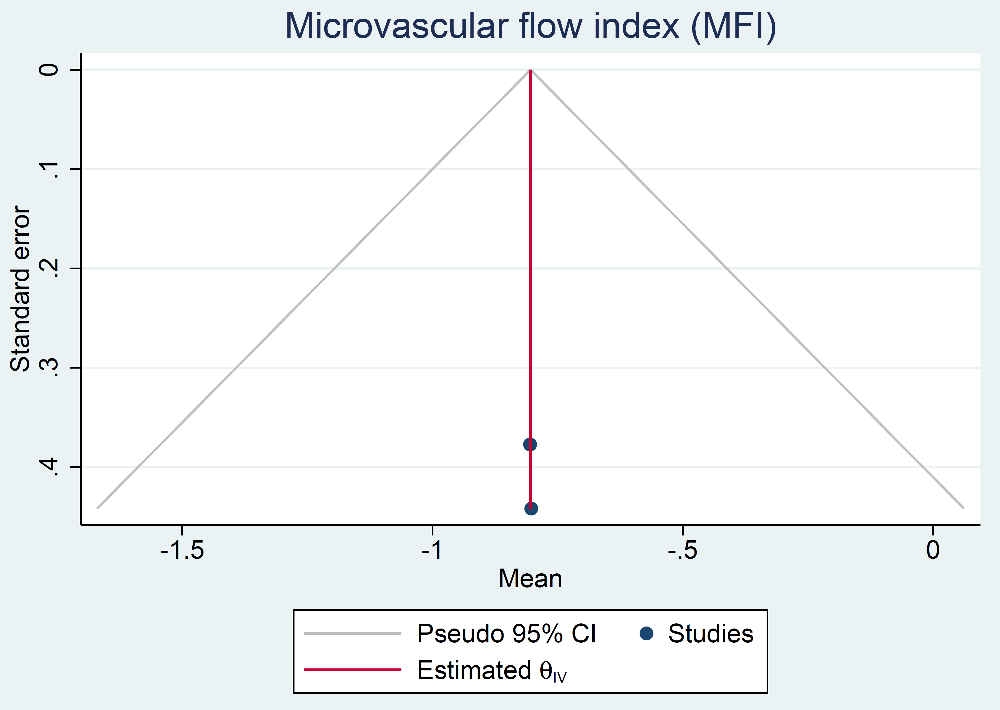 Microvascular flow index (MFI)
0
.1
.2
.3
.4
Standard error
-1.5 -1 -.5 0
Mean
Pseudo 95% CI Studies
Estimated θIV